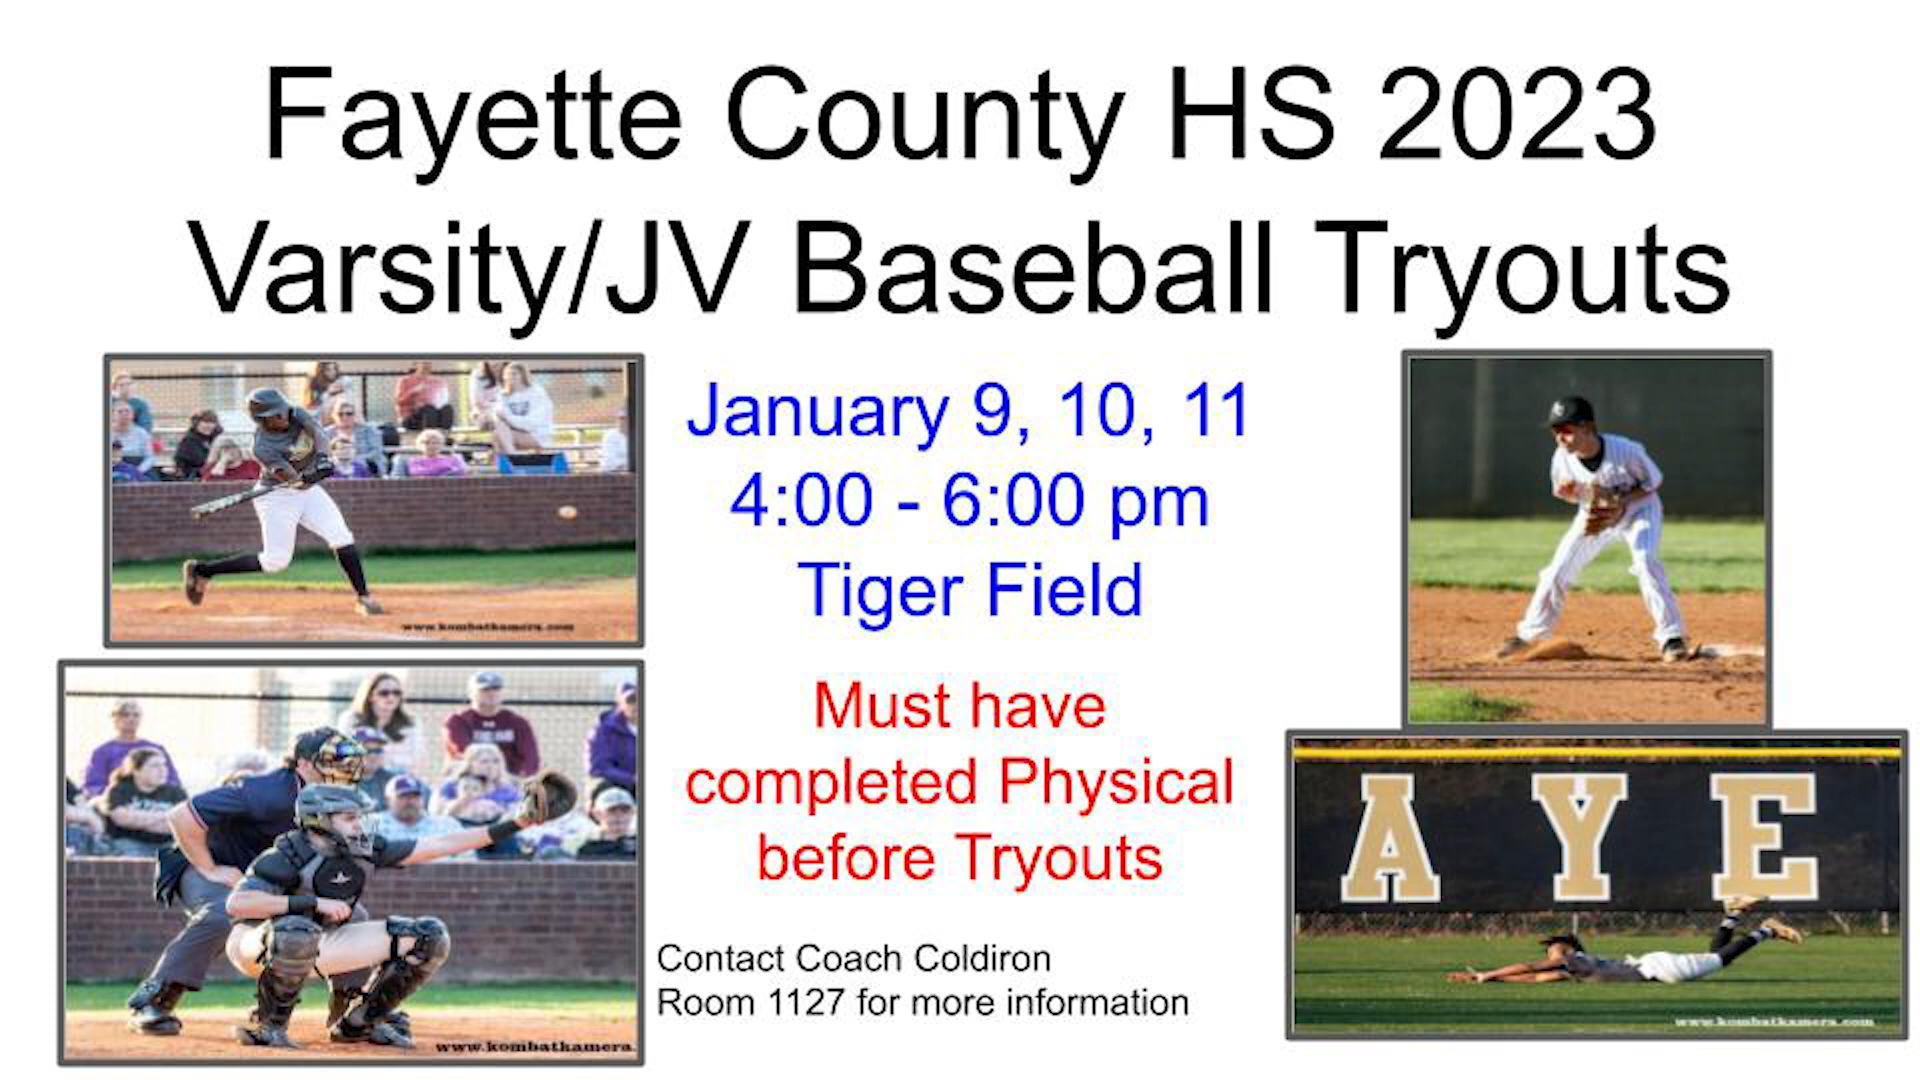 Fayette County HS 2023
Varsity/JV Baseball Tryouts
January 9, 10, 11
4:00 - 6:00 pm
Tiger Field
Must have
completed Physical
before Tryouts
Contact Coach Coldiron
Room 1127 for more information
www.kombatkamera.com
www.kombatkamera.
A Y E
www.kombatkamera.com